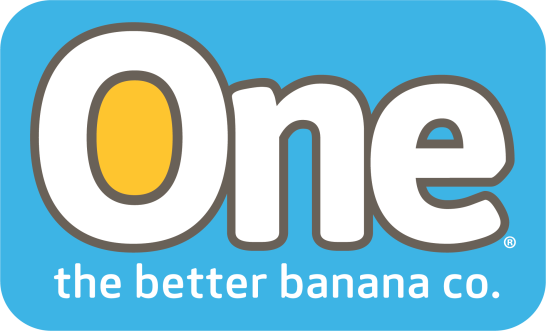 One®
the better banana co.